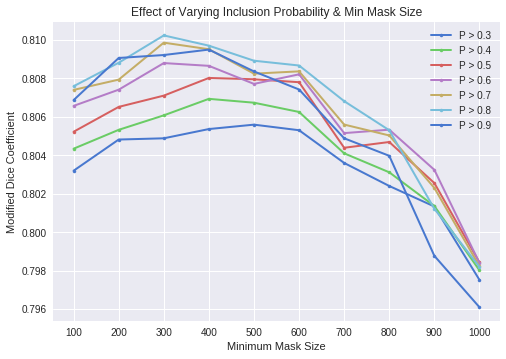 Effect of Varying Inclusion Probability & Min Mask Size
P > 0.3
P > 0.4
P > 0.5
P > 0.6
P > 0.7
P > 0.8
P > 0.9
Modified Dice Coefficient
0.810
0.808
0.806
0.804
0.802
0.800
0.798
0.796
100 200 300 400 500 600 700 800 900 1000
Minimum Mask Size